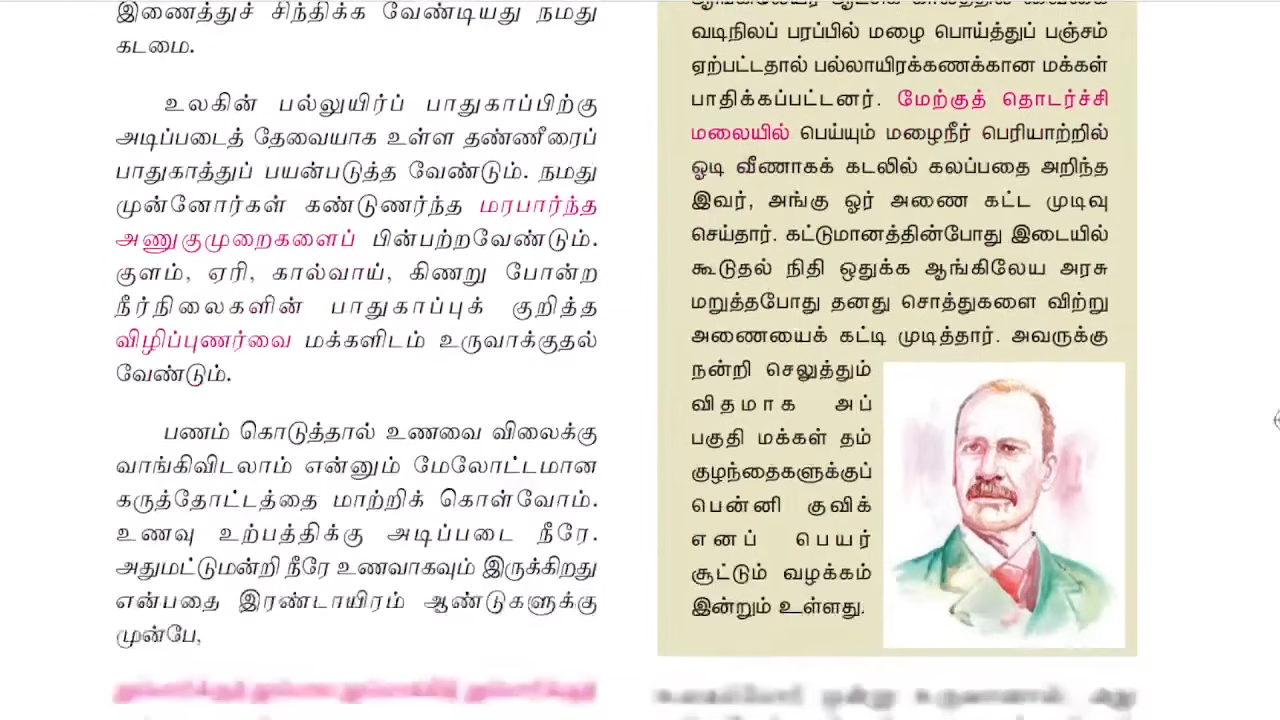 இணைத்துச் சிந்திக்க வேண்டியது நமது
கடமை.
உலகின் பல்லுயிர்ப் பாதுகாப்பிற்கு
அடிப்படைத் தேவையாக உள்ள தண்ணீரைப்
பாதுகாத்துப் பயன்படுத்த வேண்டும். நமது
முன்னோர்கள் கண்டுணர்ந்த மரபார்ந்த
அணுகுமுறைகளைப் பின்பற்றவேண்டும்.
குளம், ஏரி, கால்வாய், கிணறு போன்ற
நீர்நிலைகளின் பாதுகாப்புக் குறித்த
விழிப்புணர்வை மக்களிடம் உருவாக்குதல்
வேண்டும்.
பணம் கொடுத்தால் உணவை விலைக்கு
வாங்கிவிடலாம் என்னும் மேலோட்டமான
கருத்தோட்டத்தை மாற்றிக் கொள்வோம்.
உணவு உற்பத்திக்கு அடிப்படை நீரே.
அதுமட்டுமன்றி நீரே உணவாகவும் இருக்கிறது
என்பதை இரண்டாயிரம் ஆண்டுகளுக்கு
முன்பே,
வடிநிலப் பரப்பில் மழை பொய்த்துப் பஞ்சம்
ஏற்பட்டதால் பல்லாயிரக்கணக்கான மக்கள்
பாதிக்கப்பட்டனர். மேற்குத் தொடர்ச்சி
மலையில் பெய்யும் மழைநீர் பெரியாற்றில்
ஓடி வீணாகக் கடலில் கலப்பதை அறிந்த
இவர், அங்கு ஓர் அணை கட்ட முடிவு
செய்தார். கட்டுமானத்தின்போது இடையில்
கூடுதல் நிதி ஒதுக்க ஆங்கிலேய அரசு
மறுத்தபோது தனது சொத்துகளை விற்று
அணையைக் கட்டி முடித்தார். அவருக்கு
நன்றி செலுத்தும்
விதமாக அப்
பகுதி மக்கள் தம்
குழந்தைகளுக்குப்
பென்னி குவிக்
எனப் பெயர்
சூட்டும் வழக்கம்
இன்றும் உள்ளது.